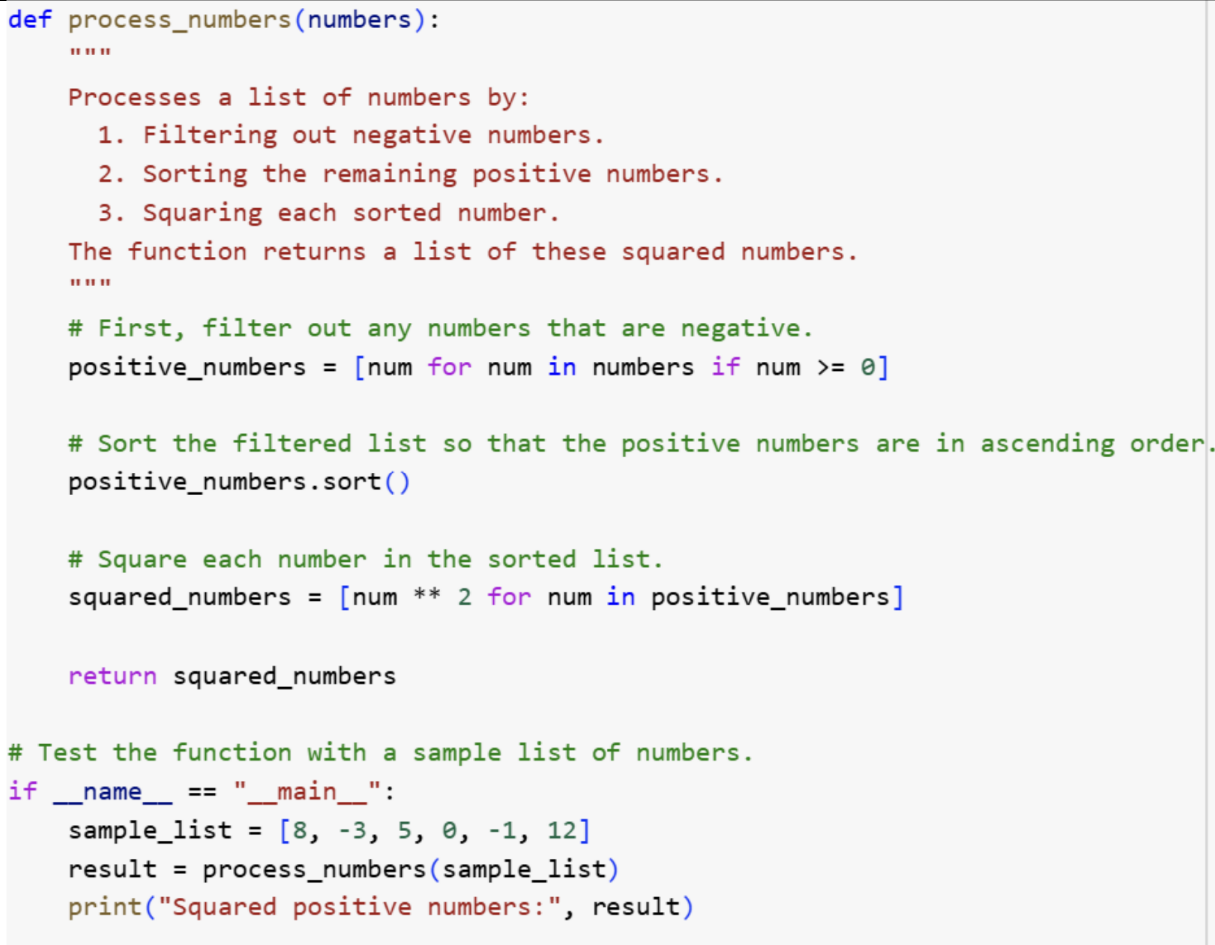 def process_numbers(numbers):
    """
    Processes a list of numbers by:
      1. Filtering out negative numbers.
      2. Sorting the remaining positive numbers.
      3. Squaring each sorted number.
    The function returns a list of these squared numbers.
    """
    # First, filter out any numbers that are negative.
    positive_numbers = [num for num in numbers if num >= 0]

    # Sort the filtered list so that the positive numbers are in ascending order.
    positive_numbers.sort()

    # Square each number in the sorted list.
    squared_numbers = [num ** 2 for num in positive_numbers]

    return squared_numbers

# Test the function with a sample list of numbers.
if __name__ == "__main__":
    sample_list = [8, -3, 5, 0, -1, 12]
    result = process_numbers(sample_list)
    print("Squared positive numbers:", result)